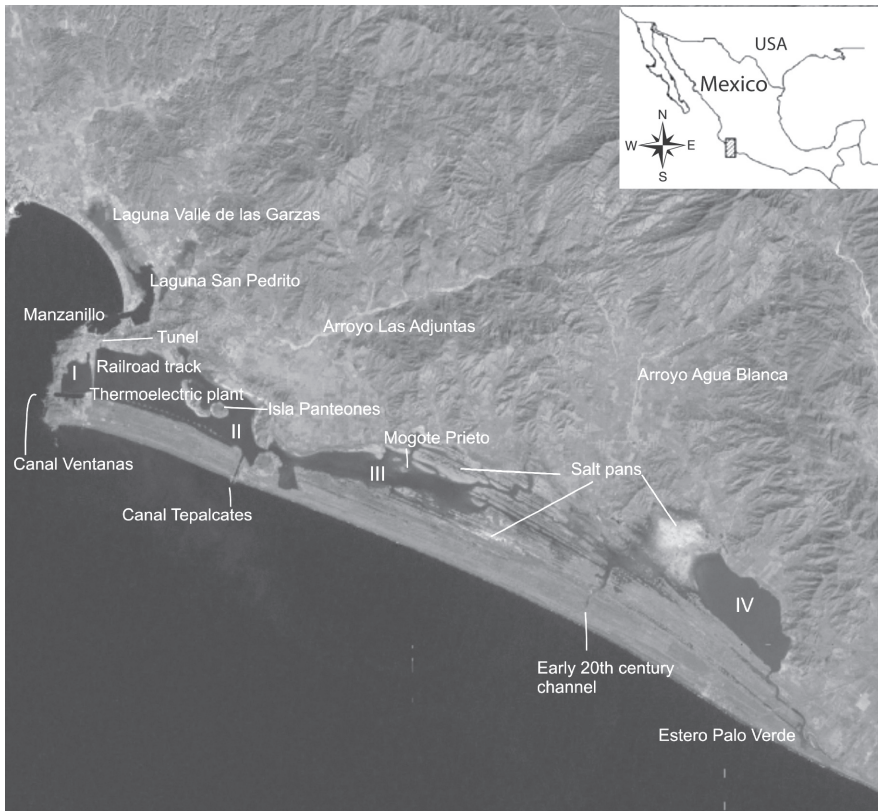 USA
Mexico
N
W
E
S
Laguna Valle de las Garzas
Laguna San Pedrito
Manzanillo
Tunel
Arroyo Las Adjuntas
I
Railroad track
Arroyo Agua Blanca
Thermoelectric plant
Isla Panteones
II
Mogote Prieto
Canal Ventanas
III
Salt pans
Canal Tepalcates
IV
Early 20th century
channel
Estero Palo Verde